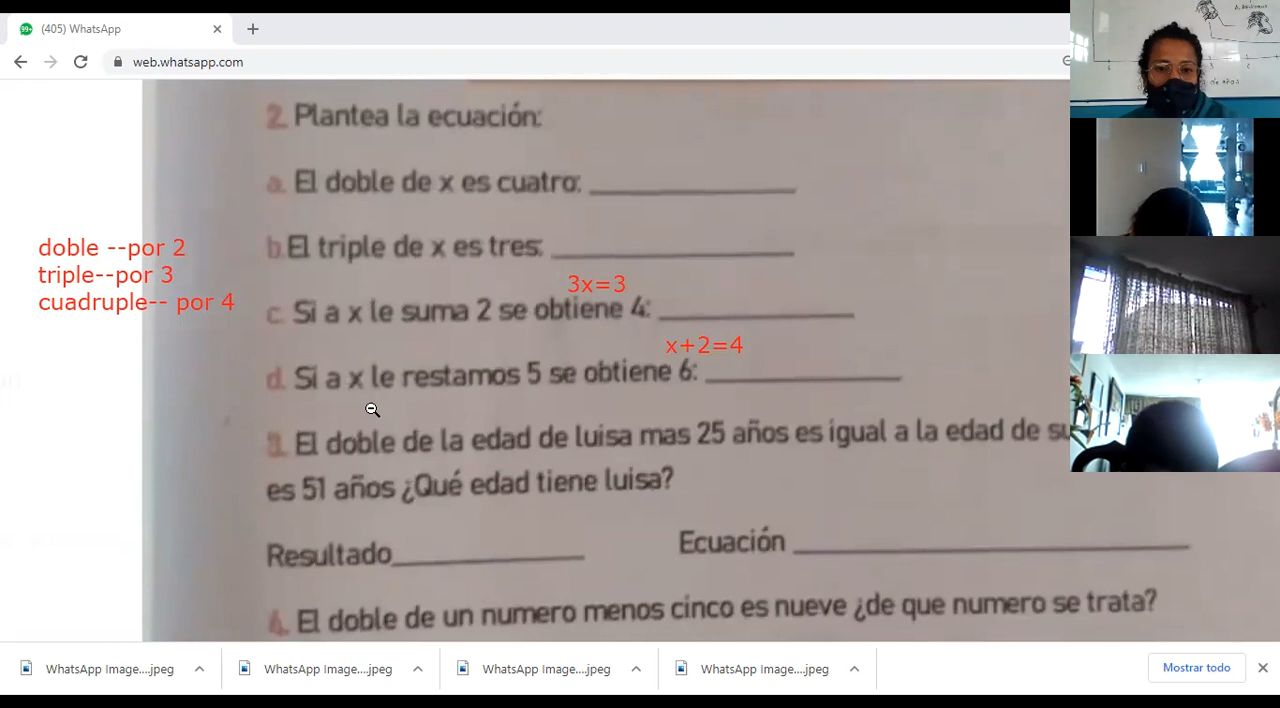 (405) WhatsApp
web.whatsapp.com
2. Plantea la ecuación:
a. El doble de x es cuatro:
doble --por 2
triple--por 3
cuadruple-- por 4
b. El triple de x es tres:
3x=3
c. Si a x le suma 2 se obtiene 4:
x+2=4
d. Si a x le restamos 5 se obtiene 6:
3. El doble de la edad de luisa mas 25 años es igual a la edad de su
es 51 años ¿Qué edad tiene luisa?
Resultado Ecuación
4. El doble de un numero menos cinco es nueve ¿de que numero se trata?
WhatsApp Image....jpeg WhatsApp Image....jpeg WhatsApp Image....jpeg WhatsApp Image....jpeg Mostrar todo